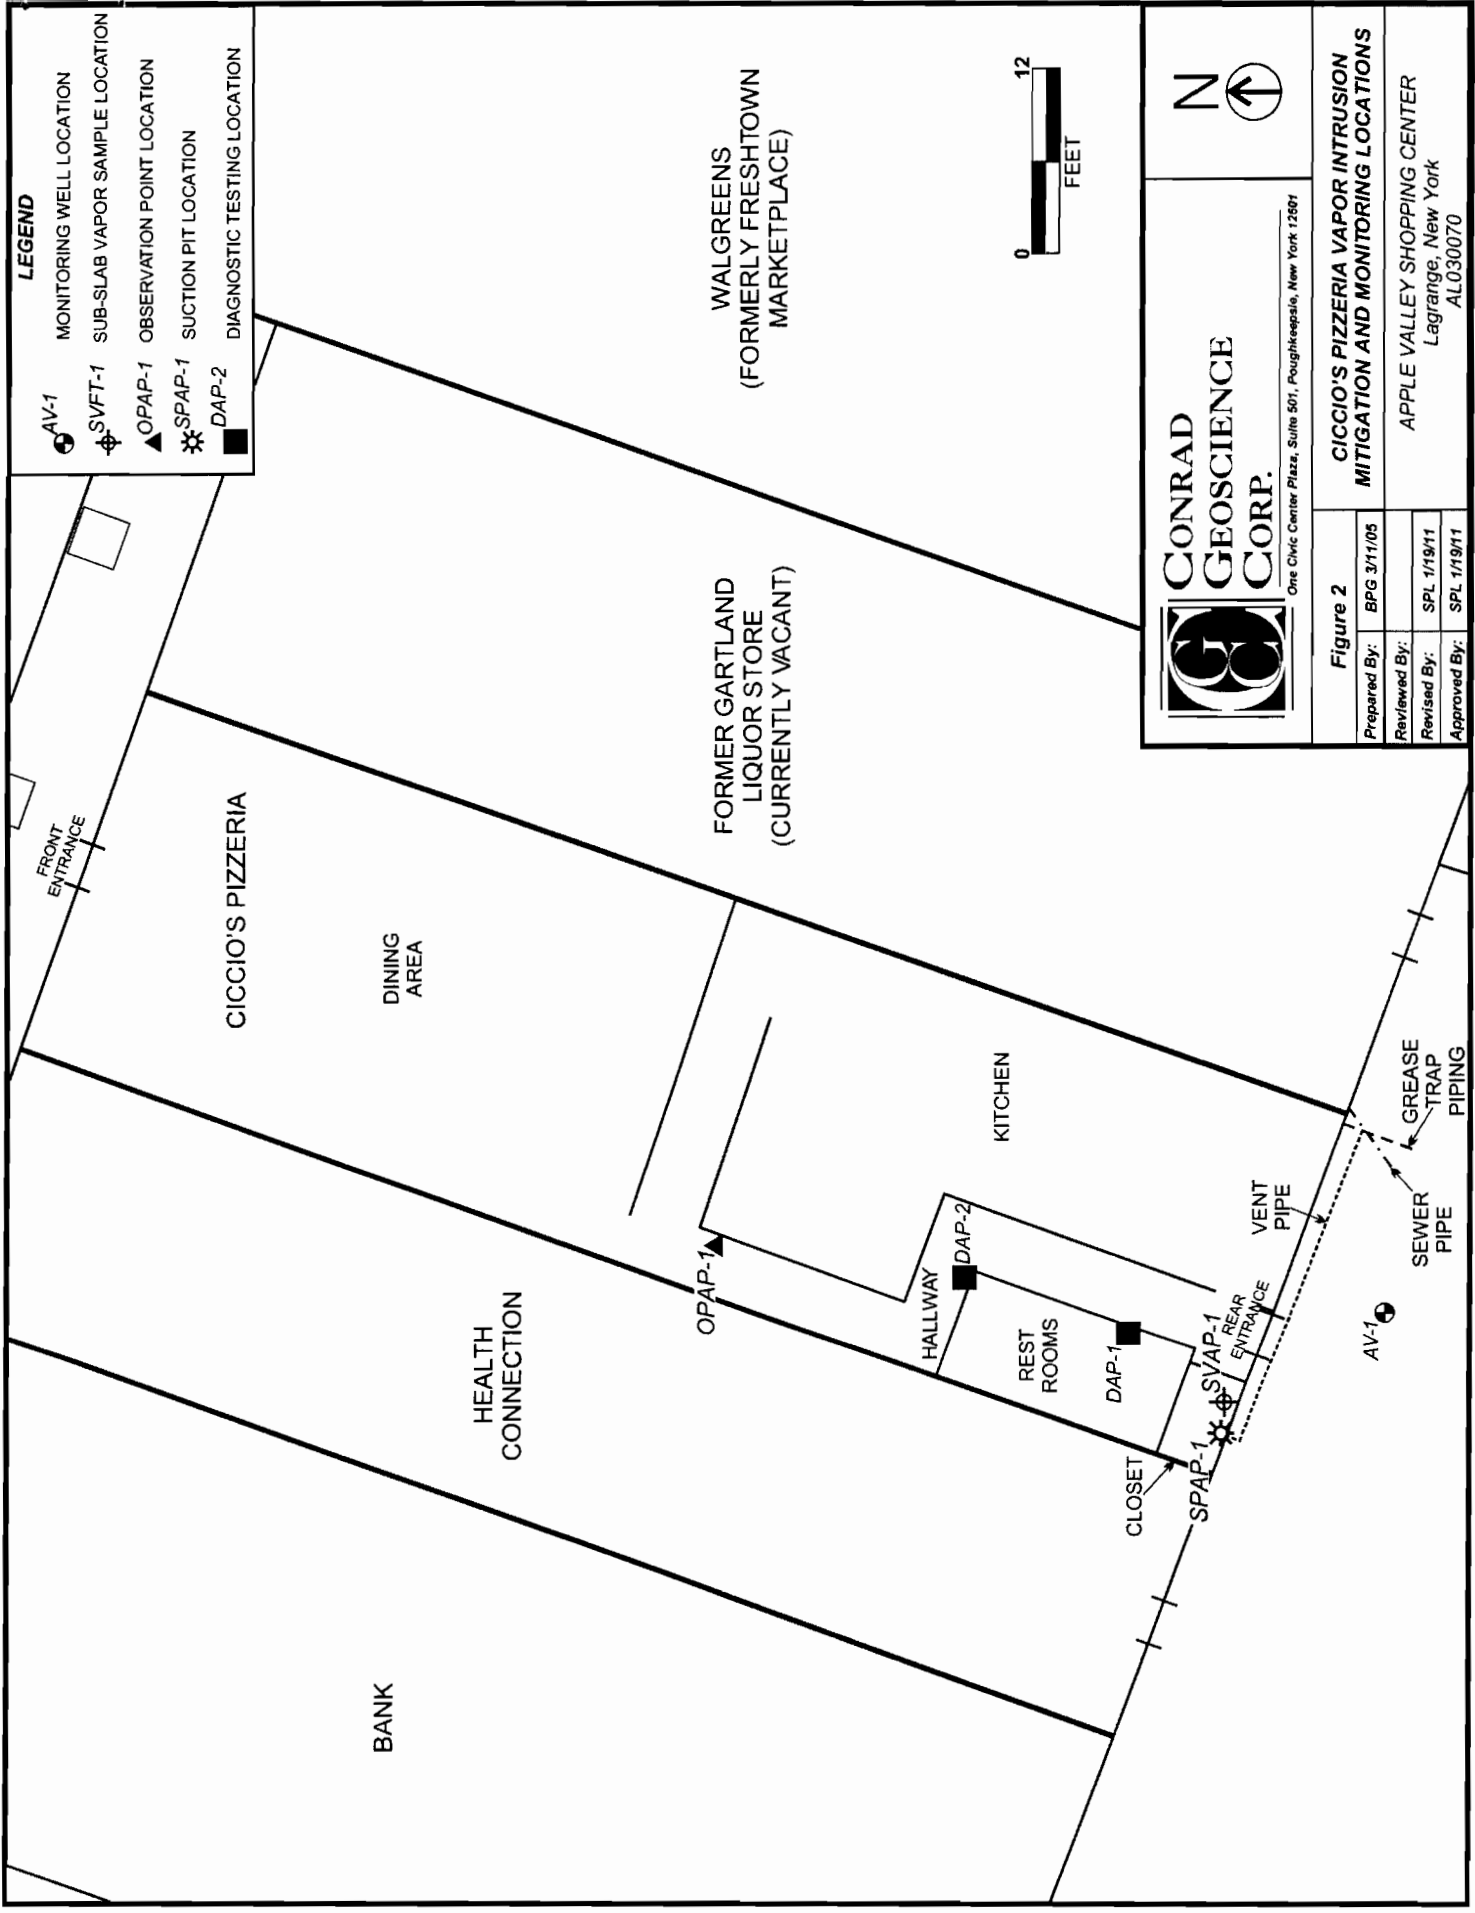 LEGEND
AV-1 MONITORING WELL LOCATION
SVFT-1 SUB-SLAB VAPOR SAMPLE LOCATION
OPAP-1 OBSERVATION POINT LOCATION
SPAP-1 SUCTION PIT LOCATION
DAP-2 DIAGNOSTIC TESTING LOCATION
FRONT
ENTRANCE
CICCIO'S PIZZERIA
DINING
AREA
BANK
HEALTH
CONNECTION
FORMER GARTLAND
LIQUOR STORE
(CURRENTLY VACANT)
WALGREENS
(FORMERLY FRESHTOWN
MARKETPLACE)
OPAP-1
KITCHEN
HALLWAY
DAP-2
REST
ROOMS
DAP-1
CLOSET
SPAP-1
SVAP-1
REAR
ENTRANCE
VENT
PIPE
SEWER
PIPE
GREASE
TRAP
PIPING
AV-1
0 12
FEET
N
GC
CONRAD
GEOSCIENCE
CORP.
One Civic Center Plaza, Suite 501, Poughkeepsie, New York 12601
Figure 2
Prepared By: BPG 3/11/05
Reviewed By:
Revised By: SPL 1/19/11
Approved By: SPL 1/19/11
CICCIO'S PIZZERIA VAPOR INTRUSION
MITIGATION AND MONITORING LOCATIONS
APPLE VALLEY SHOPPING CENTER
Lagrange, New York
AL030070